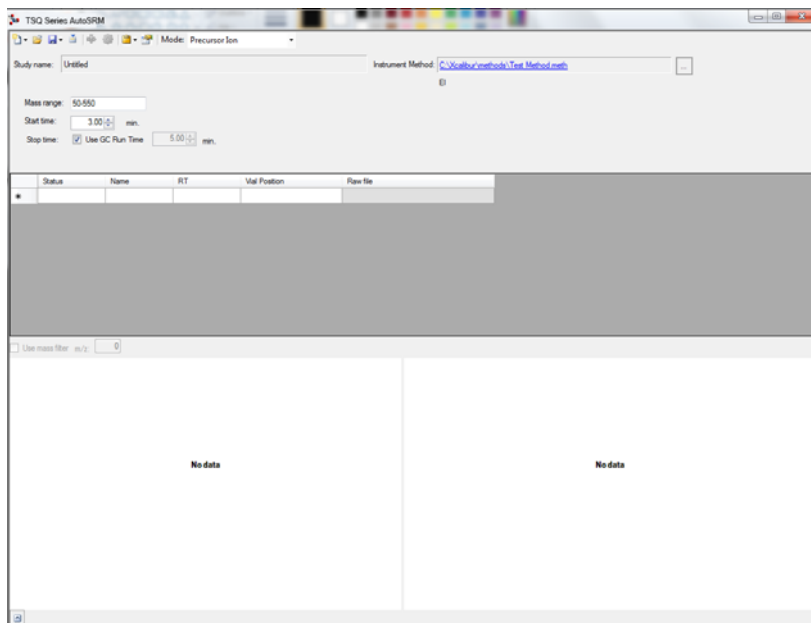 TSQ Series AutoSRM
Mode: Precursor Ion
Study name: Untitled
Instrument Method: C:\Xcalibur\methods\Test Method.meth
EI
Mass range: 50-550
Start time: 3.00 min.
Stop time: Use GC Run Time 5.00 min.
Status Name RT Vial Position Raw file
Use mass filter m/z: 0
No data
No data